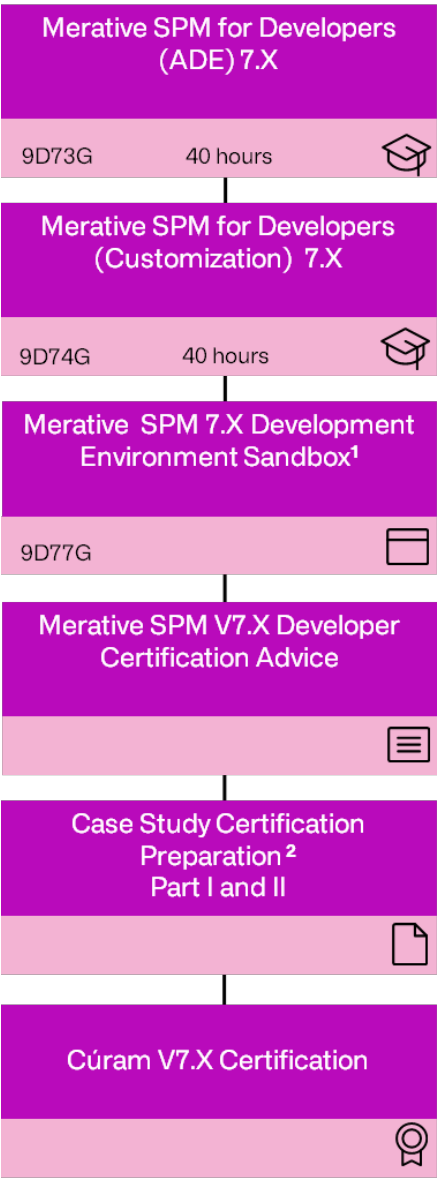 Merative SPM for Developers
(ADE) 7.X
9D73G 40 hours
Merative SPM for Developers
(Customization) 7.X
9D74G 40 hours
Merative SPM 7.X Development
Environment Sandbox¹
9D77G
Merative SPM V7.X Developer
Certification Advice
Case Study Certification
Preparation ²
Part I and II
Cúram V7.X Certification